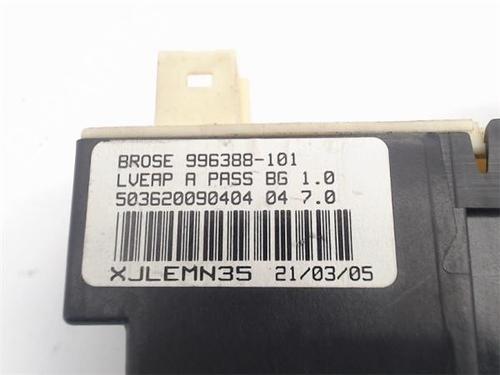 BROSE 996388-101
LVEAP A PASS BG 1.0
503620090404 04 7.0
XJLEMN35 21/03/05